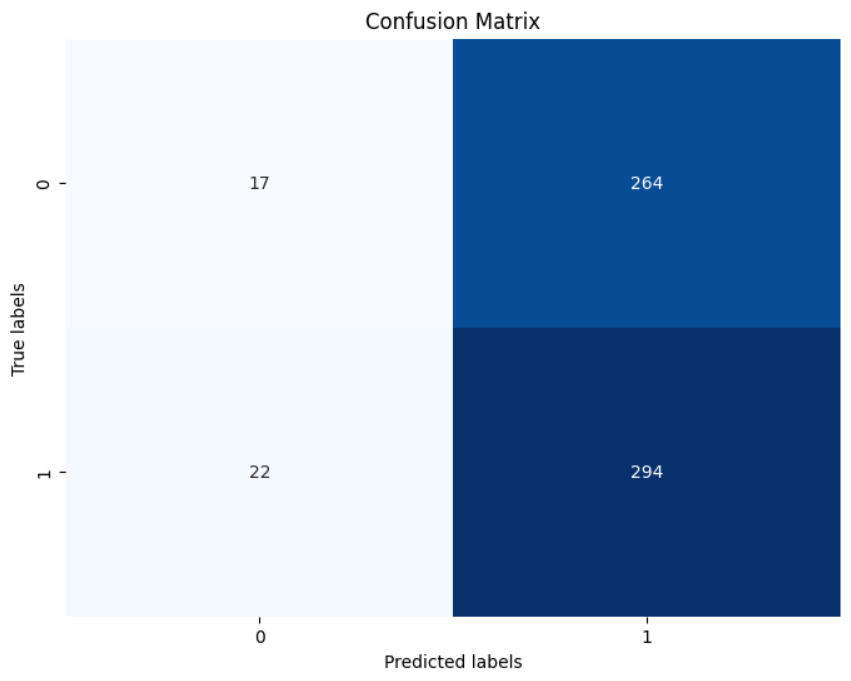 Confusion Matrix
0
17
264
True labels
1
22
294
0
1
Predicted labels